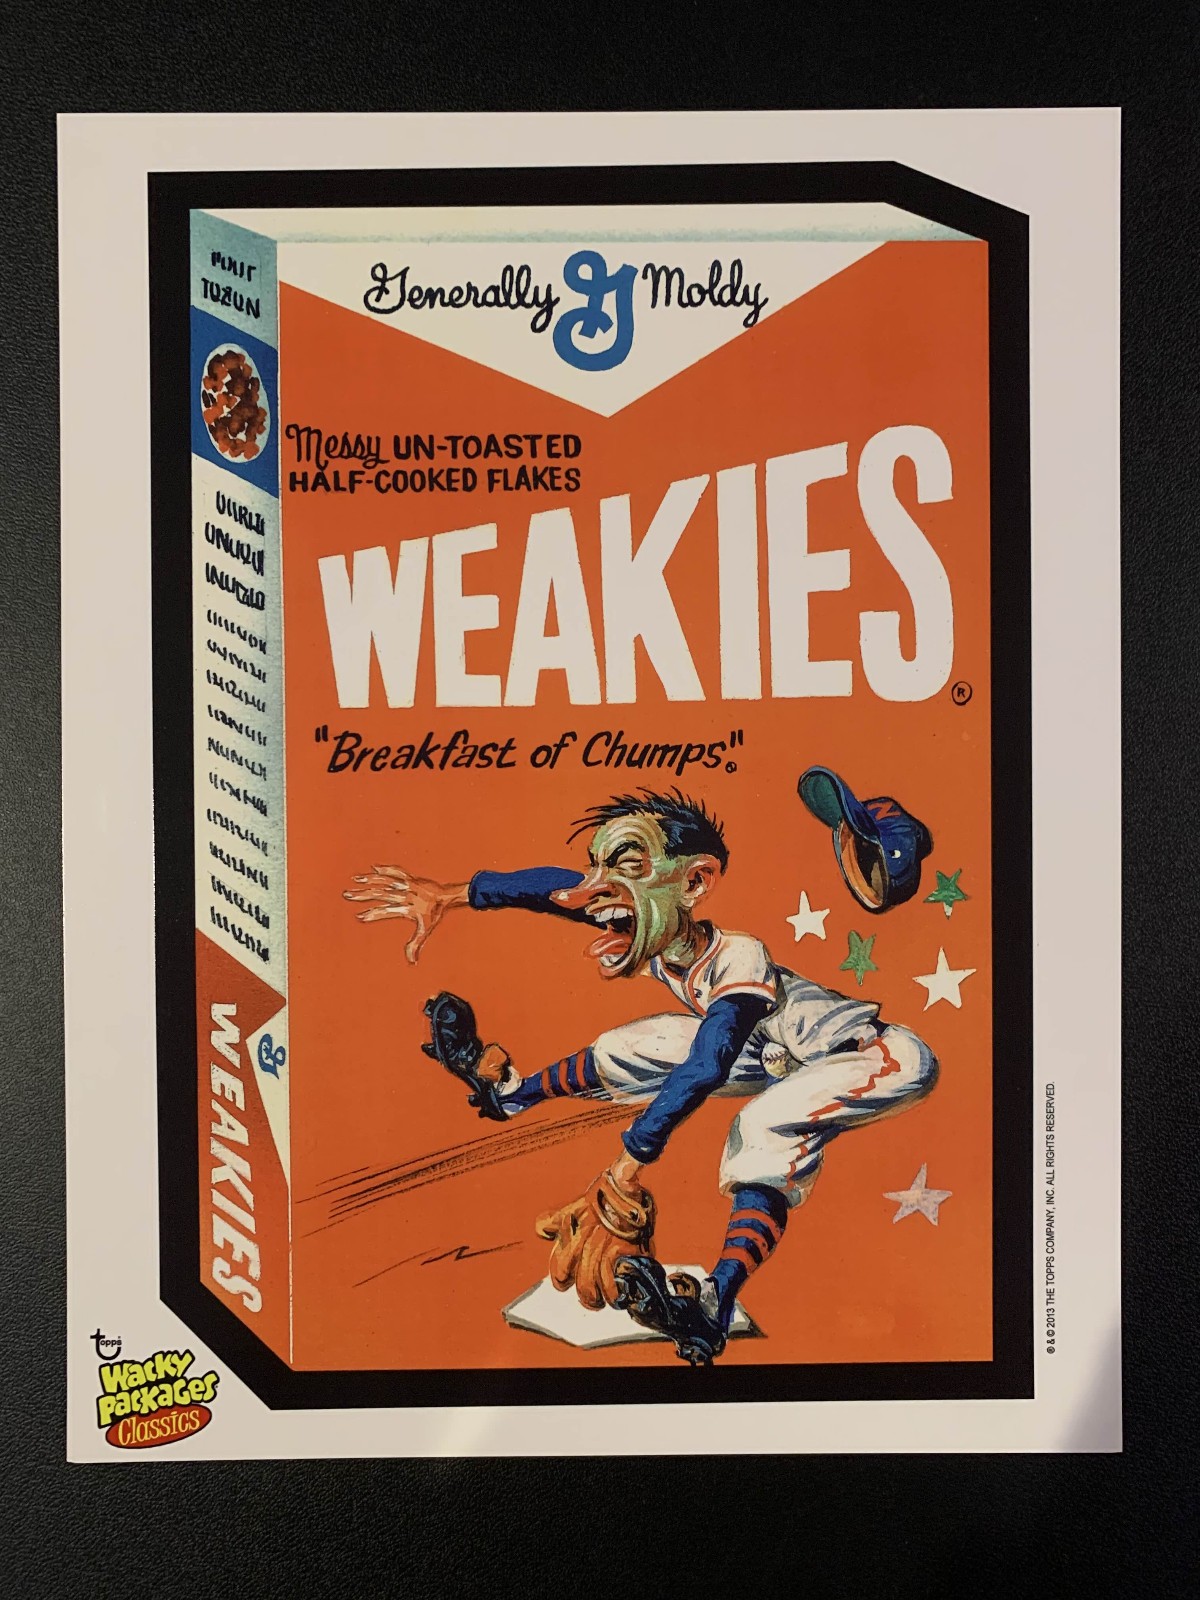 Generally G Moldy
Messy UN-TOASTED
HALF-COOKED FLAKES
WEAKIES®
"Breakfast of Chumps"®
WEAKIES
G
topps®
Wacky
Packages
Classics
® & © 2013 THE TOPPS COMPANY, INC. ALL RIGHTS RESERVED.